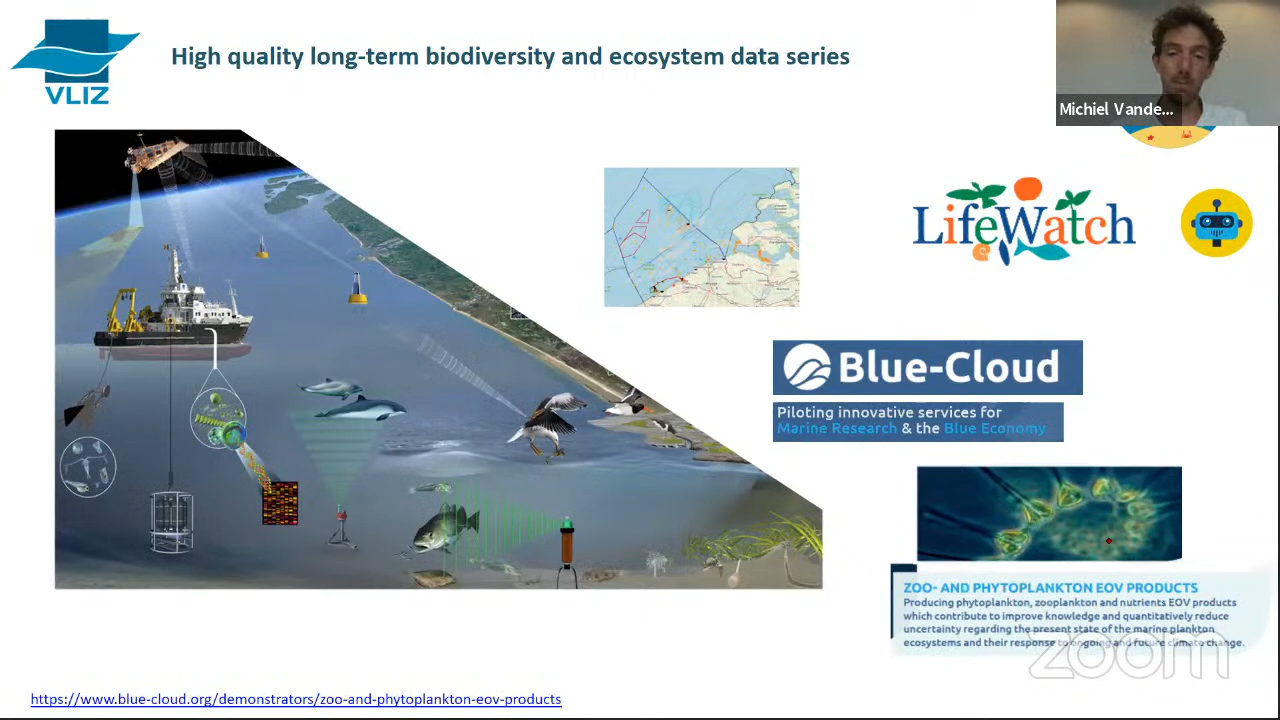 High quality long-term biodiversity and ecosystem data series
VLIZ
Michiel Vande...
LifeWatch
Blue-Cloud
Piloting innovative services for
Marine Research & the Blue Economy
ZOO- AND PHYTOPLANKTON EOV PRODUCTS
Producing phytoplankton, zooplankton and nutrients EOV products
which contribute to improve knowledge and quantitatively reduce
uncertainty regarding the present state of the marine plankton
ecosystems and their response to ongoing and future climate change.
zoom
https://www.blue-cloud.org/demonstrators/zoo-and-phytoplankton-eov-products